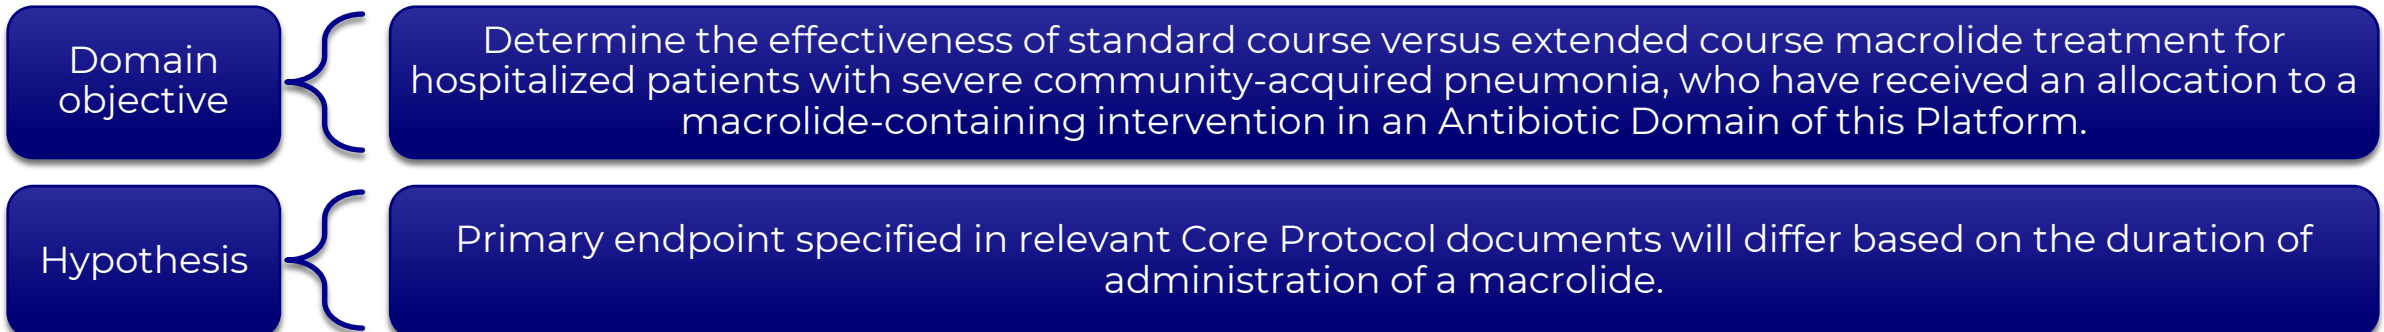 Domain
objective
Determine the effectiveness of standard course versus extended course macrolide treatment for
hospitalized patients with severe community-acquired pneumonia, who have received an allocation to a
macrolide-containing intervention in an Antibiotic Domain of this Platform.
Hypothesis
Primary endpoint specified in relevant Core Protocol documents will differ based on the duration of
administration of a macrolide.